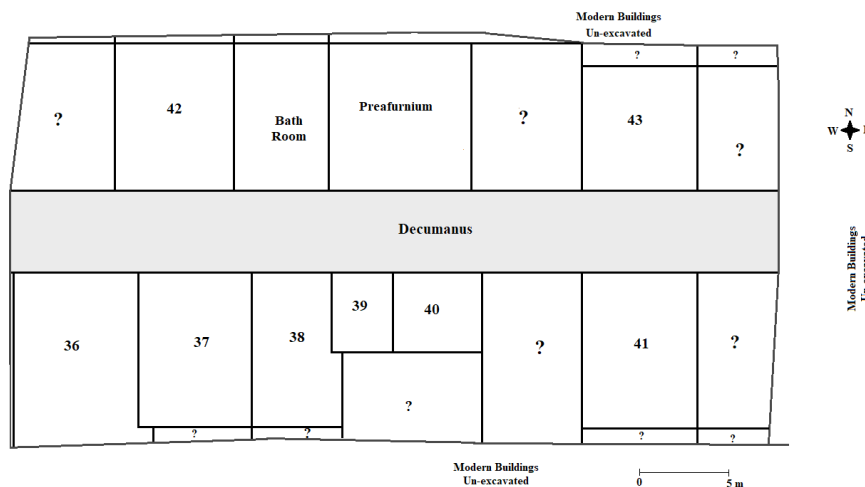 Modern Buildings
Un-excavated
? ?
? 42 Bath Room Preafurnium ? 43 ?
N
W
S
Decumanus
Modern Buildings
36 37 38 39 40 ? 41 ?
?
? ? ? ?
Modern Buildings
Un-excavated
0 5 m